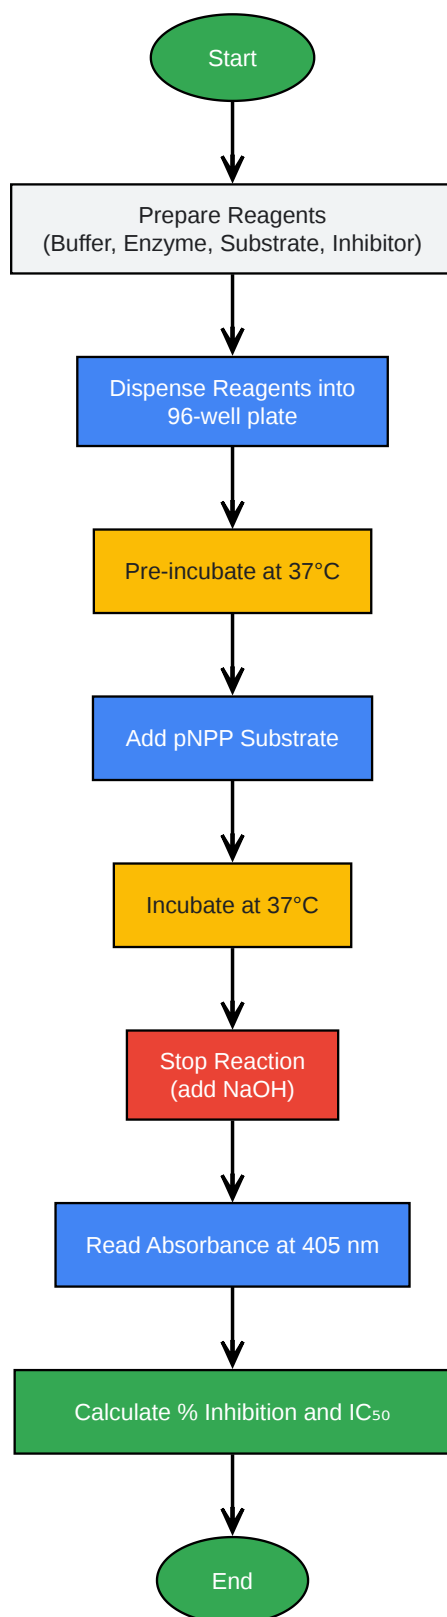 Start
Prepare Reagents
(Buffer, Enzyme, Substrate, Inhibitor)
Dispense Reagents into
96-well plate
Pre-incubate at 37°C
Add pNPP Substrate
Incubate at 37°C
Stop Reaction
(add NaOH)
Read Absorbance at 405 nm
Calculate % Inhibition and IC₅₀
End